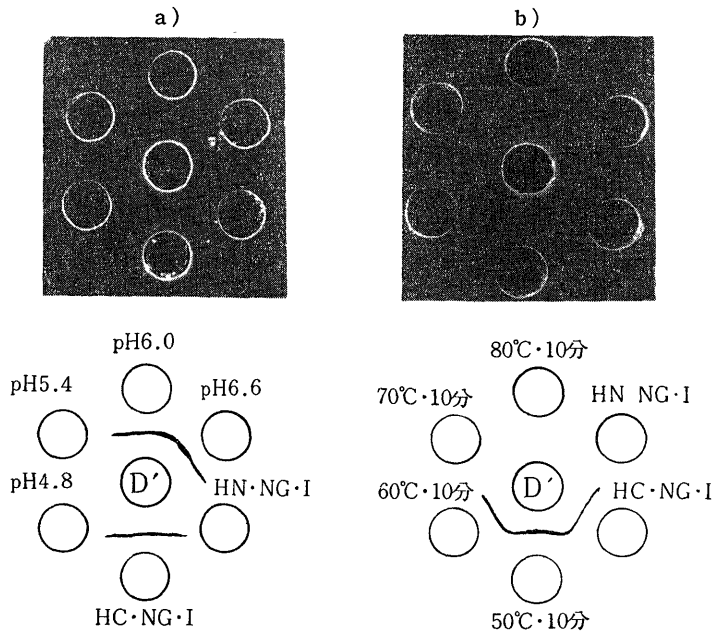 a)
b)
pH6.0
pH5.4
pH6.6
pH4.8
D′
HN·NG·I
HC·NG·I
80℃·10分
70℃·10分
HN NG·I
60℃·10分
D′
HC·NG·I
50℃·10分